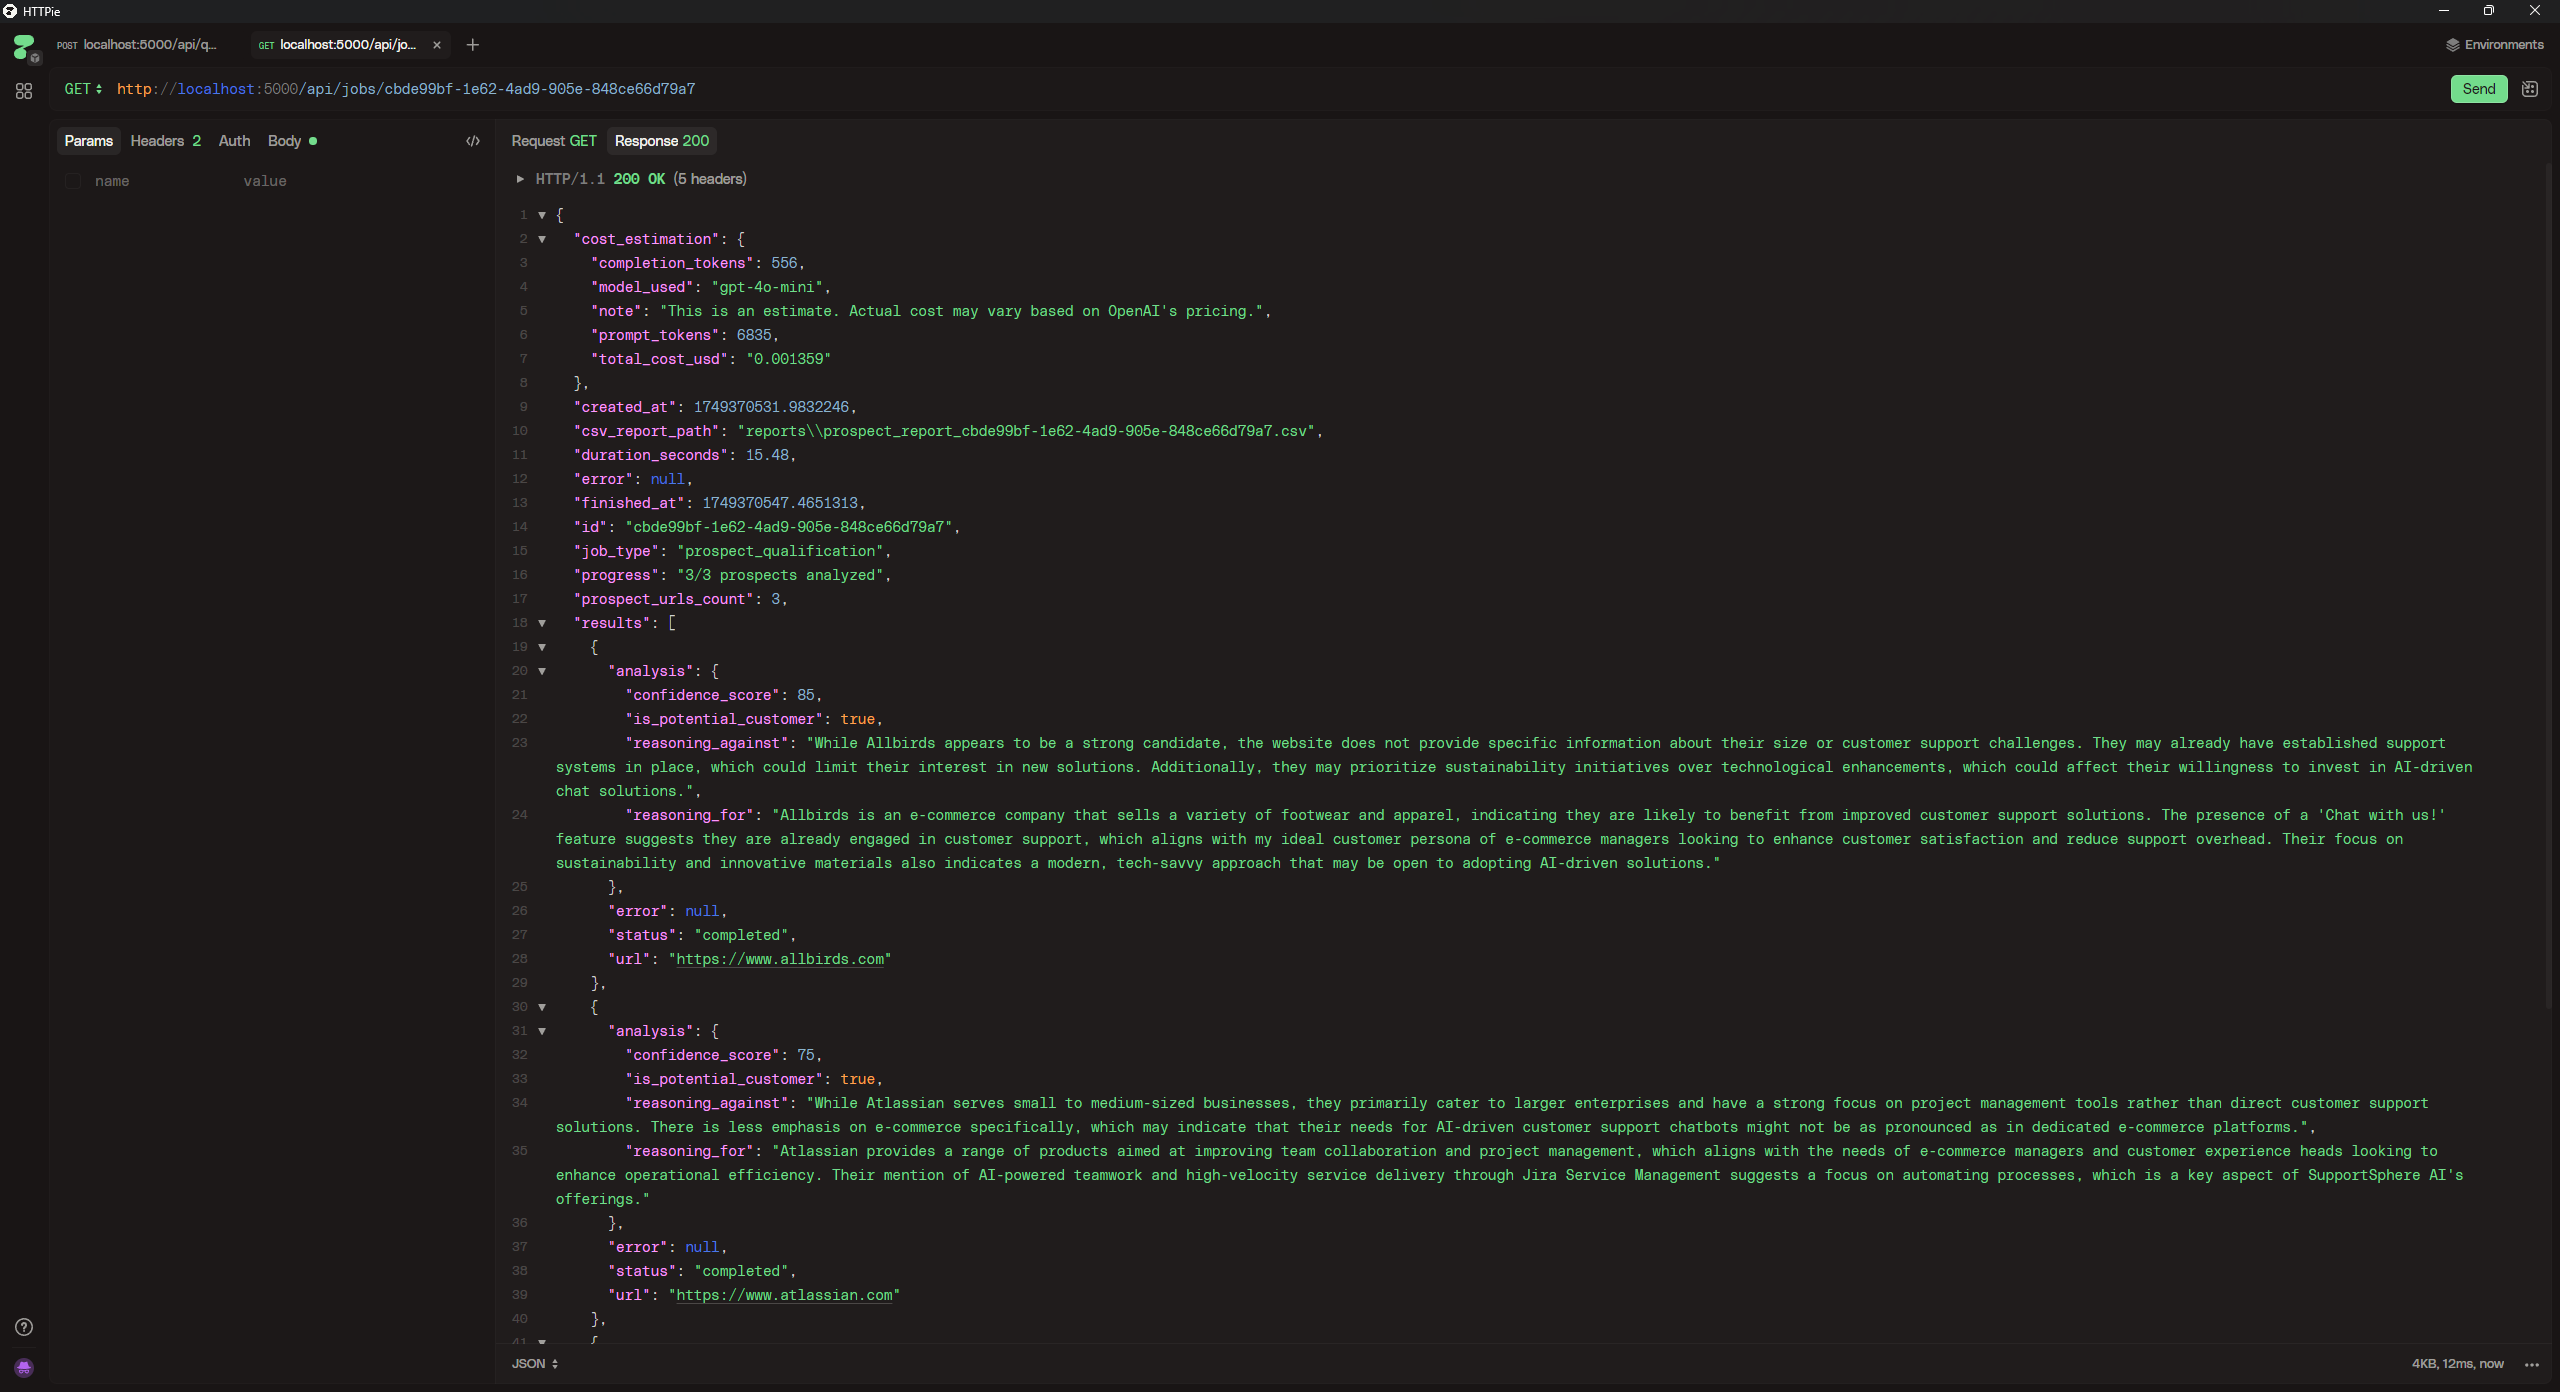 HTTPie
POST localhost:5000/api/q...
GET localhost:5000/api/jo...
Environments
GET http://localhost:5000/api/jobs/cbde99bf-1e62-4ad9-905e-848ce66d79a7
Send
Params Headers 2 Auth Body
name value
Request GET Response 200
HTTP/1.1 200 OK (5 headers)
1 {
2 "cost_estimation": {
3 "completion_tokens": 556,
4 "model_used": "gpt-4o-mini",
5 "note": "This is an estimate. Actual cost may vary based on OpenAI's pricing.",
6 "prompt_tokens": 6835,
7 "total_cost_usd": "0.001359"
8 },
9 "created_at": 1749370531.9832246,
10 "csv_report_path": "reports\\prospect_report_cbde99bf-1e62-4ad9-905e-848ce66d79a7.csv",
11 "duration_seconds": 15.48,
12 "error": null,
13 "finished_at": 1749370547.4651313,
14 "id": "cbde99bf-1e62-4ad9-905e-848ce66d79a7",
15 "job_type": "prospect_qualification",
16 "progress": "3/3 prospects analyzed",
17 "prospect_urls_count": 3,
18 "results": [
19 {
20 "analysis": {
21 "confidence_score": 85,
22 "is_potential_customer": true,
23 "reasoning_against": "While Allbirds appears to be a strong candidate, the website does not provide specific information about their size or customer support challenges. They may already have established support
systems in place, which could limit their interest in new solutions. Additionally, they may prioritize sustainability initiatives over technological enhancements, which could affect their willingness to invest in AI-driven
chat solutions.",
24 "reasoning_for": "Allbirds is an e-commerce company that sells a variety of footwear and apparel, indicating they are likely to benefit from improved customer support solutions. The presence of a 'Chat with us!'
feature suggests they are already engaged in customer support, which aligns with my ideal customer persona of e-commerce managers looking to enhance customer satisfaction and reduce support overhead. Their focus on
sustainability and innovative materials also indicates a modern, tech-savvy approach that may be open to adopting AI-driven solutions."
25 },
26 "error": null,
27 "status": "completed",
28 "url": "https://www.allbirds.com"
29 },
30 {
31 "analysis": {
32 "confidence_score": 75,
33 "is_potential_customer": true,
34 "reasoning_against": "While Atlassian serves small to medium-sized businesses, they primarily cater to larger enterprises and have a strong focus on project management tools rather than direct customer support
solutions. There is less emphasis on e-commerce specifically, which may indicate that their needs for AI-driven customer support chatbots might not be as pronounced as in dedicated e-commerce platforms.",
35 "reasoning_for": "Atlassian provides a range of products aimed at improving team collaboration and project management, which aligns with the needs of e-commerce managers and customer experience heads looking to
enhance operational efficiency. Their mention of AI-powered teamwork and high-velocity service delivery through Jira Service Management suggests a focus on automating processes, which is a key aspect of SupportSphere AI's
offerings."
36 },
37 "error": null,
38 "status": "completed",
39 "url": "https://www.atlassian.com"
40 },
41 {
JSON
4KB, 12ms, now